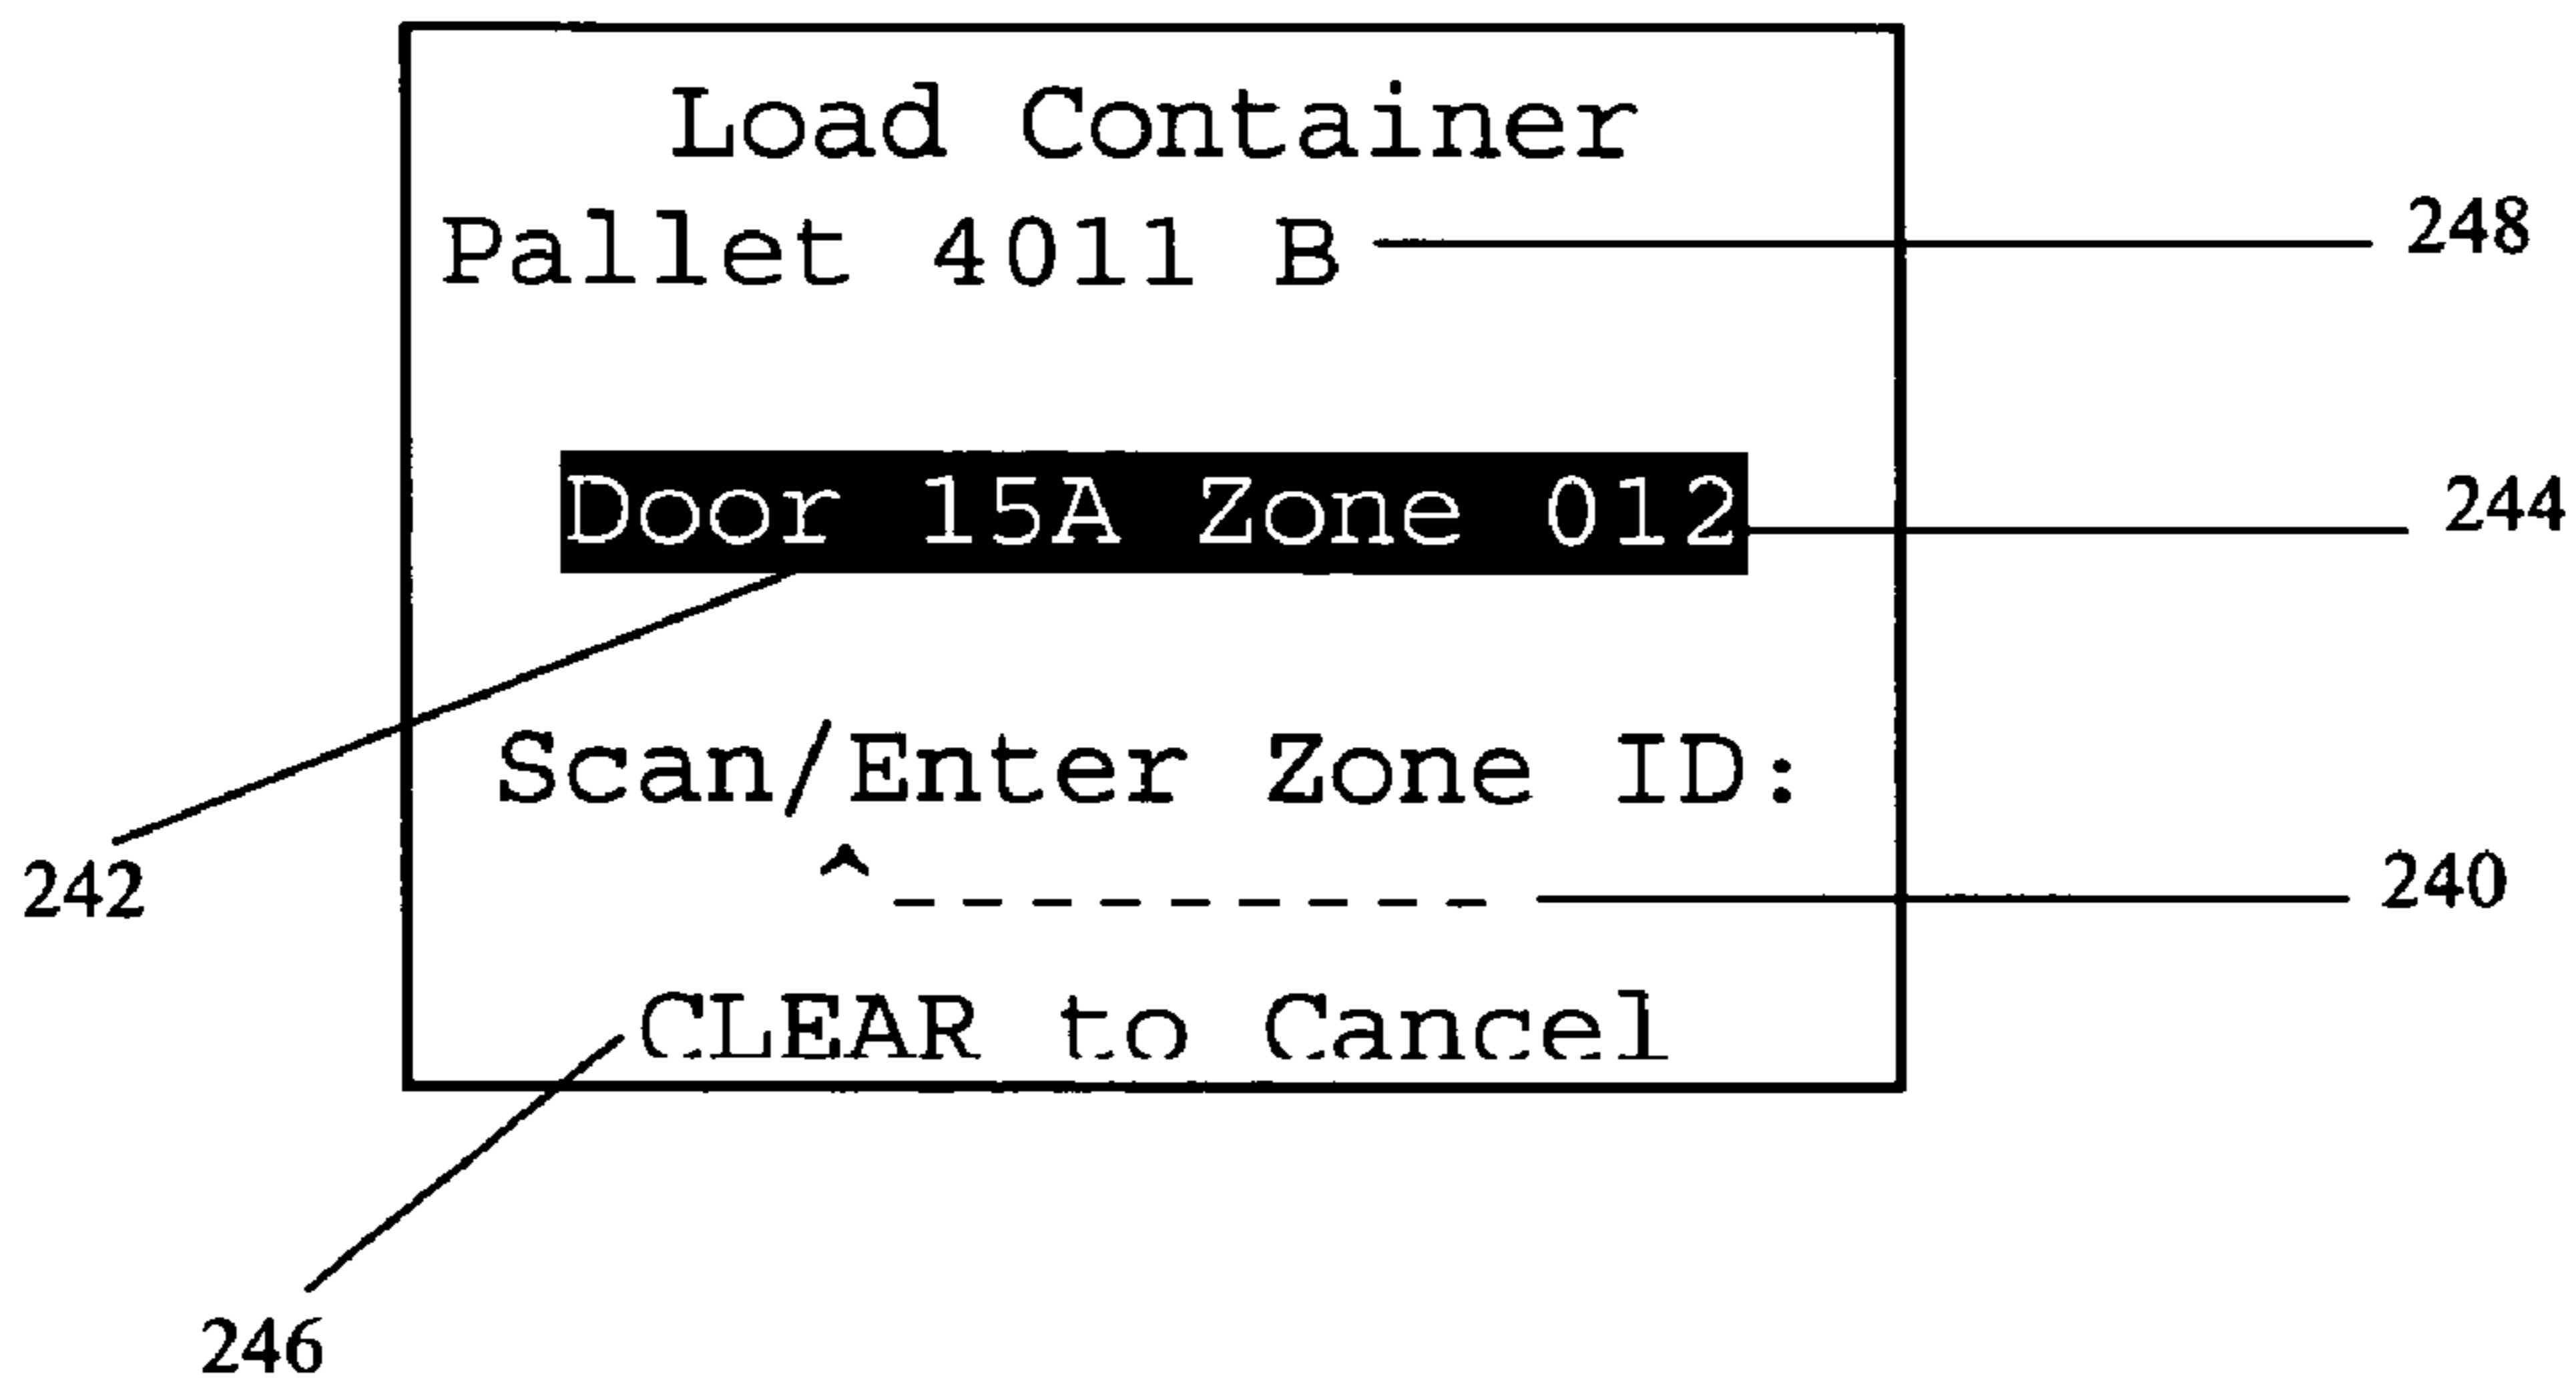 Load Container
Pallet 4011 B
248
Door 15A Zone 012
244
Scan/Enter Zone ID:
242
^_________
240
CLEAR to Cancel
246